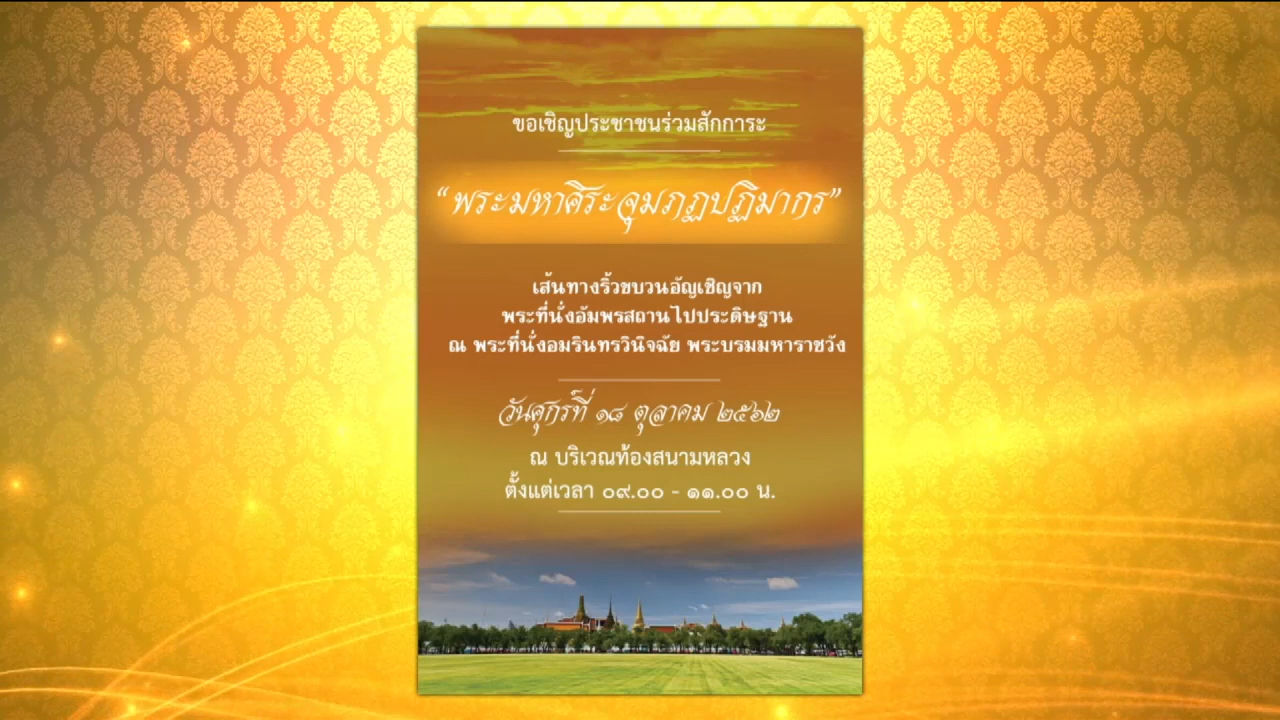 ขอเชิญประชาชนร่วมสักการะ
“พระมหาศิระจุมภฏปฏิมากร”
เส้นทางริ้วขบวนอัญเชิญจาก
พระที่นั่งอัมพรสถานไปประดิษฐาน
ณ พระที่นั่งอมรินทรวินิจฉัย พระบรมมหาราชวัง
วันศุกร์ที่ ๑๘ ตุลาคม ๒๕๖๒
ณ บริเวณท้องสนามหลวง
ตั้งแต่เวลา ๐๙.๐๐ - ๑๑.๐๐ น.